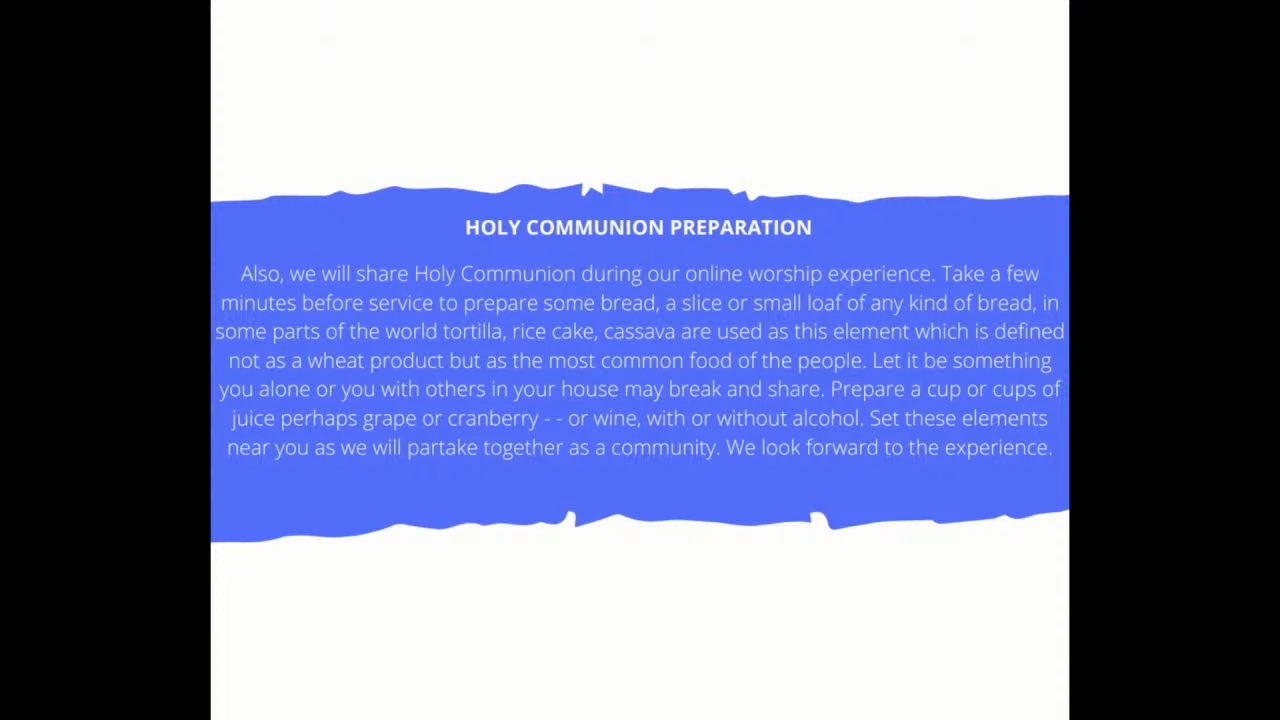 HOLY COMMUNION PREPARATION
Also, we will share Holy Communion during our online worship experience. Take a few
minutes before service to prepare some bread, a slice or small loaf of any kind of bread, in
some parts of the world tortilla, rice cake, cassava are used as this element which is defined
not as a wheat product but as the most common food of the people. Let it be something
you alone or you with others in your house may break and share. Prepare a cup or cups of
juice perhaps grape or cranberry - - or wine, with or without alcohol. Set these elements
near you as we will partake together as a community. We look forward to the experience.